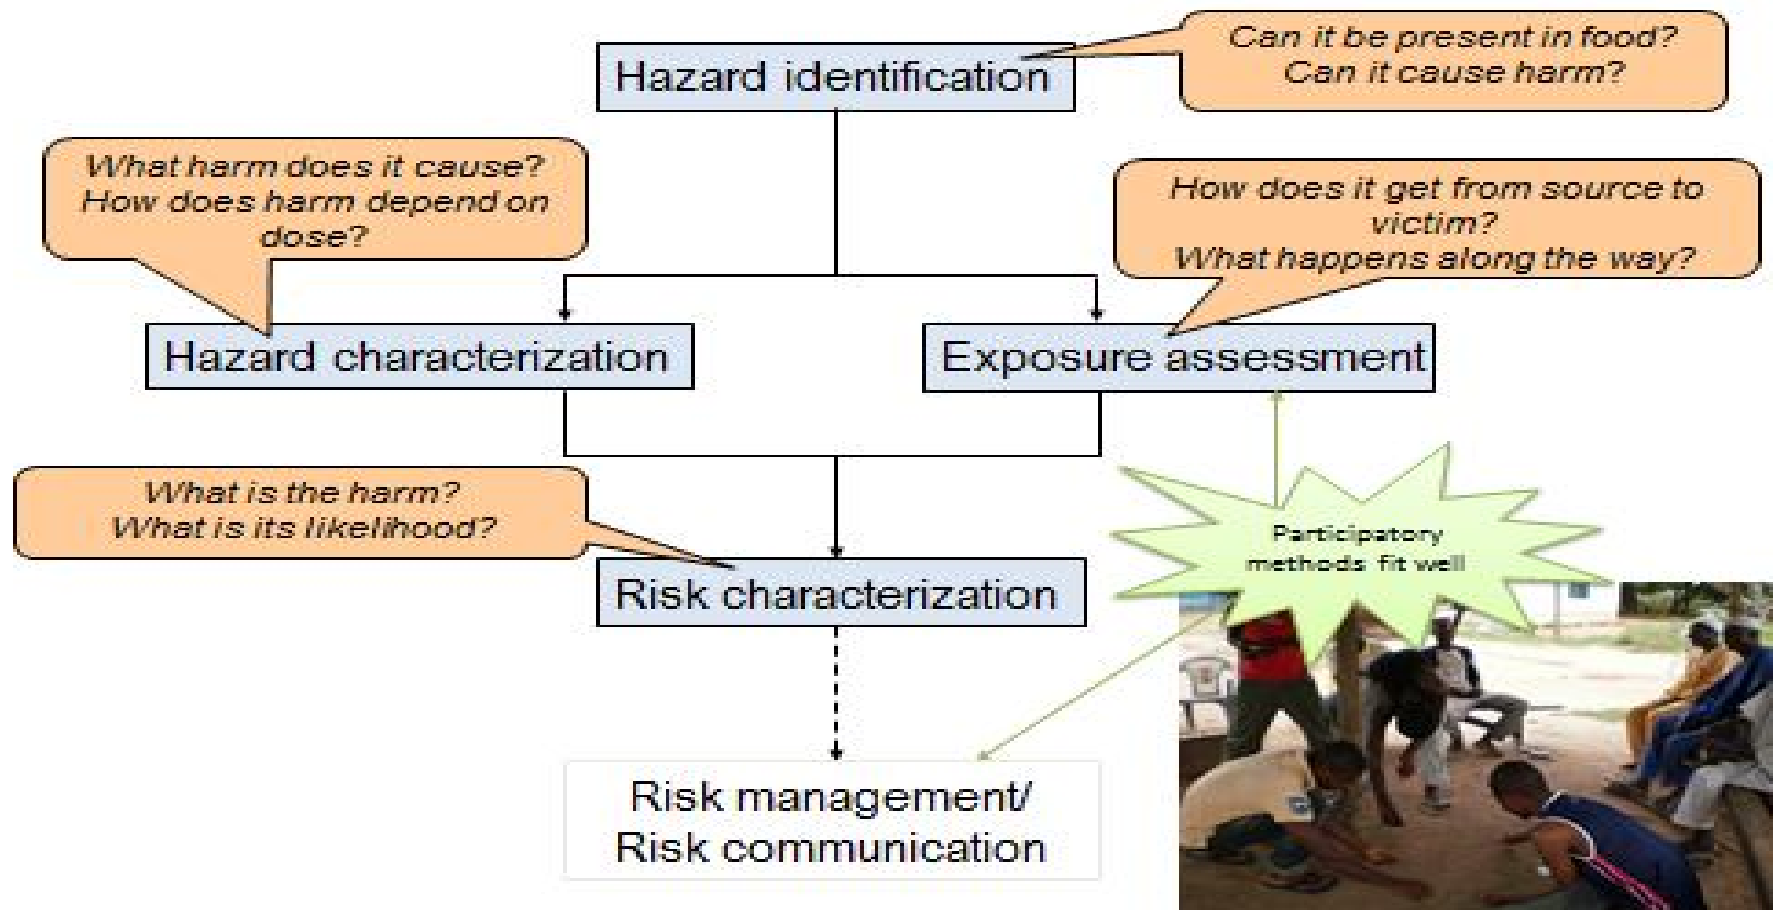 Can it be present in food?
Can it cause harm?
Hazard identification
What harm does it cause?
How does harm depend on
dose?
How does it get from source to
victim?
What happens along the way?
Hazard characterization
Exposure assessment
What is the harm?
What is its likelihood?
Participatory
methods fit well
Risk characterization
Risk management/
Risk communication